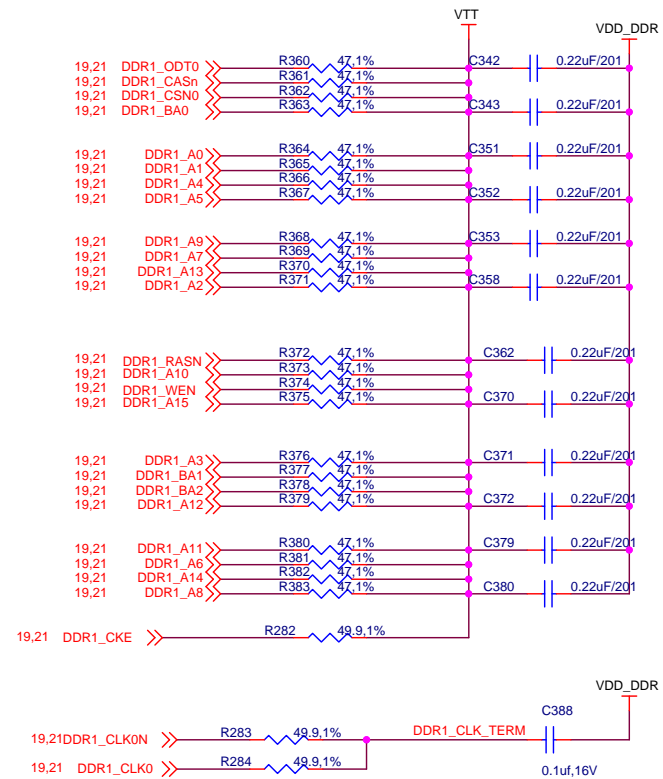 VTT
VDD_DDR
19,21 DDR1_ODT0 R360 47,1% C342 0.22uF/201
19,21 DDR1_CASn R361 47,1%
19,21 DDR1_CSN0 R362 47,1%
19,21 DDR1_BA0 R363 47,1% C343 0.22uF/201
19,21 DDR1_A0 R364 47,1% C351 0.22uF/201
19,21 DDR1_A1 R365 47,1%
19,21 DDR1_A4 R366 47,1%
19,21 DDR1_A5 R367 47,1% C352 0.22uF/201
19,21 DDR1_A9 R368 47,1% C353 0.22uF/201
19,21 DDR1_A7 R369 47,1%
19,21 DDR1_A13 R370 47,1%
19,21 DDR1_A2 R371 47,1% C358 0.22uF/201
19,21 DDR1_RASN R372 47,1% C362 0.22uF/201
19,21 DDR1_A10 R373 47,1%
19,21 DDR1_WEN R374 47,1%
19,21 DDR1_A15 R375 47,1% C370 0.22uF/201
19,21 DDR1_A3 R376 47,1% C371 0.22uF/201
19,21 DDR1_BA1 R377 47,1%
19,21 DDR1_BA2 R378 47,1%
19,21 DDR1_A12 R379 47,1% C372 0.22uF/201
19,21 DDR1_A11 R380 47,1% C379 0.22uF/201
19,21 DDR1_A6 R381 47,1%
19,21 DDR1_A14 R382 47,1%
19,21 DDR1_A8 R383 47,1% C380 0.22uF/201
19,21 DDR1_CKE R282 49.9,1%
VDD_DDR
C388
19,21 DDR1_CLK0N R283 49.9,1% DDR1_CLK_TERM
19,21 DDR1_CLK0 R284 49.9,1% 0.1uf,16V